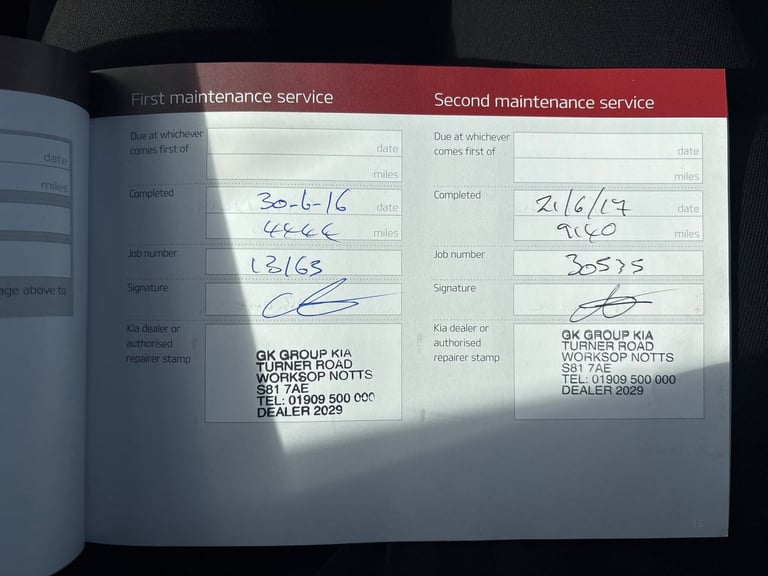 date
miles
age above to
First maintenance service
Due at whichever
comes first of
date
miles
Completed
30-6-16 date
4444 miles
Job number
13163
Signature
Kia dealer or
authorised
repairer stamp
GK GROUP KIA
TURNER ROAD
WORKSOP NOTTS
S81 7AE
TEL: 01909 500 000
DEALER 2029
Second maintenance service
Due at whichever
comes first of
date
miles
Completed
21/6/17 date
9140 miles
Job number
30535
Signature
Kia dealer or
authorised
repairer stamp
GK GROUP KIA
TURNER ROAD
WORKSOP NOTTS
S81 7AE
TEL: 01909 500 000
DEALER 2029